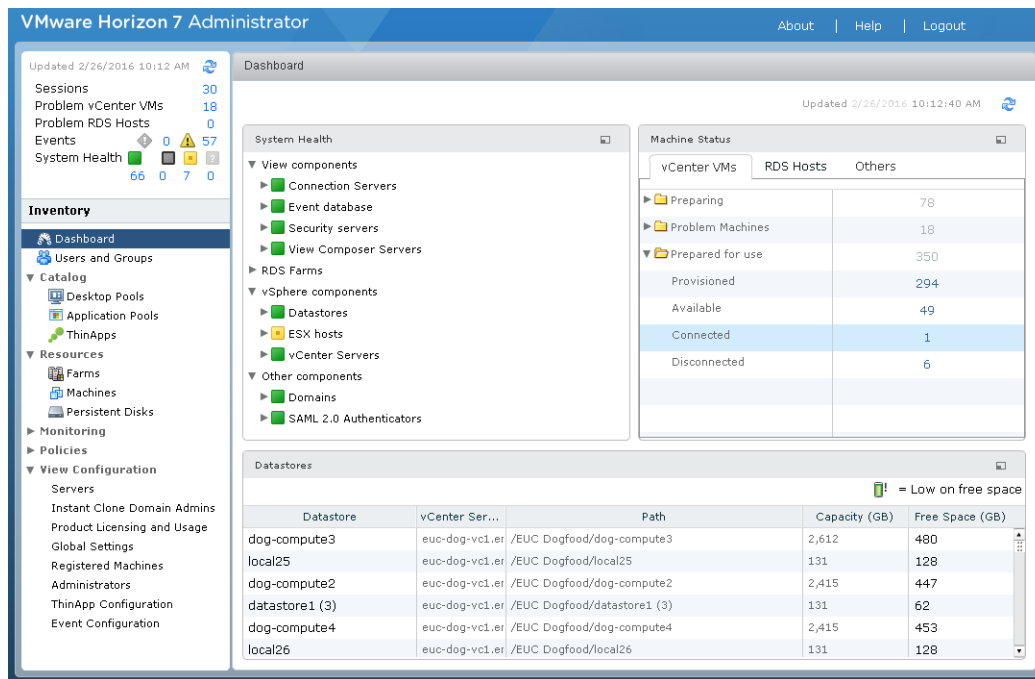 VMware Horizon 7 Administrator
About | Help | Logout
Updated 2/26/2016 10:12 AM
Sessions 30
Problem vCenter VMs 18
Problem RDS Hosts 0
Events 0 57
System Health
66 0 7 0
Inventory
Dashboard
Users and Groups
Catalog
Desktop Pools
Application Pools
ThinApps
Resources
Farms
Machines
Persistent Disks
Monitoring
Policies
View Configuration
Servers
Instant Clone Domain Admins
Product Licensing and Usage
Global Settings
Registered Machines
Administrators
ThinApp Configuration
Event Configuration
Dashboard
Updated 2/26/2016 10:12:40 AM
System Health
View components
Connection Servers
Event database
Security servers
View Composer Servers
RDS Farms
vSphere components
Datastores
ESX hosts
vCenter Servers
Other components
Domains
SAML 2.0 Authenticators
Machine Status
vCenter VMs RDS Hosts Others
Preparing 78
Problem Machines 18
Prepared for use 350
Provisioned 294
Available 49
Connected 1
Disconnected 6
Datastores
! = Low on free space
Datastore vCenter Ser... Path Capacity (GB) Free Space (GB)
dog-compute3 euc-dog-vc1.er /EUC Dogfood/dog-compute3 2,612 480
local25 euc-dog-vc1.er /EUC Dogfood/local25 131 128
dog-compute2 euc-dog-vc1.er /EUC Dogfood/dog-compute2 2,415 447
datastore1 (3) euc-dog-vc1.er /EUC Dogfood/datastore1 (3) 131 62
dog-compute4 euc-dog-vc1.er /EUC Dogfood/dog-compute4 2,415 453
local26 euc-dog-vc1.er /EUC Dogfood/local26 131 128